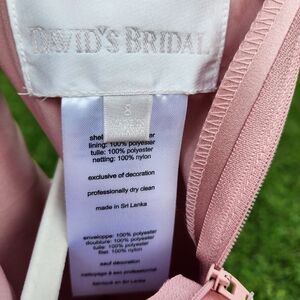 DAVID'S BRIDAL
8
shel
lining: 100% polyester
tulle: 100% polyester
netting: 100% nylon
exclusive of decoration
professionally dry clean
made in Sri Lanka
enveloppe: 100% polyester
doublure: 100% polyester
tulle: 100% polyester
filet: 100% nylon
sauf décoration
nettoyage à sec professionnel
fabriqué en Sri Lanka